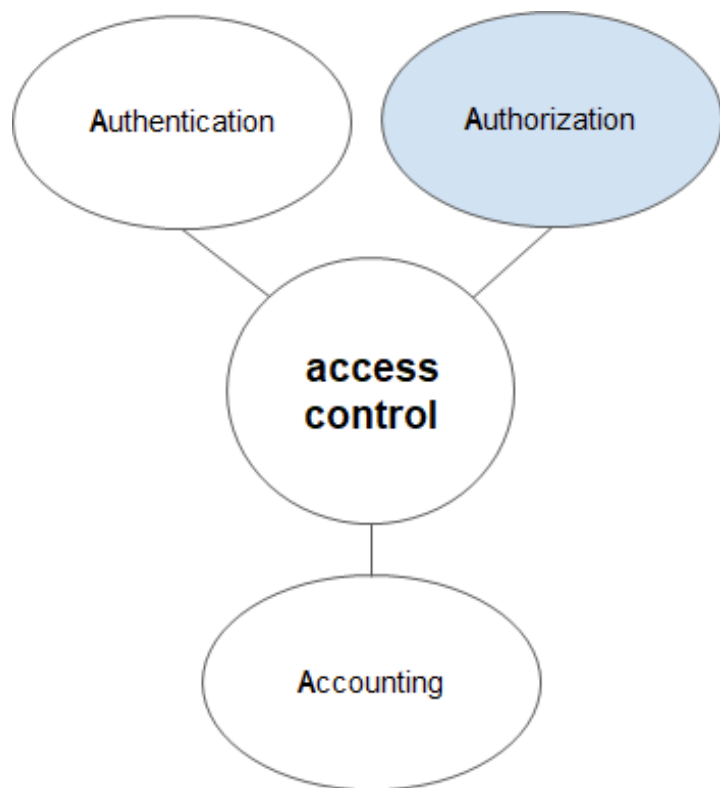 Authentication
Authorization
access
control
Accounting